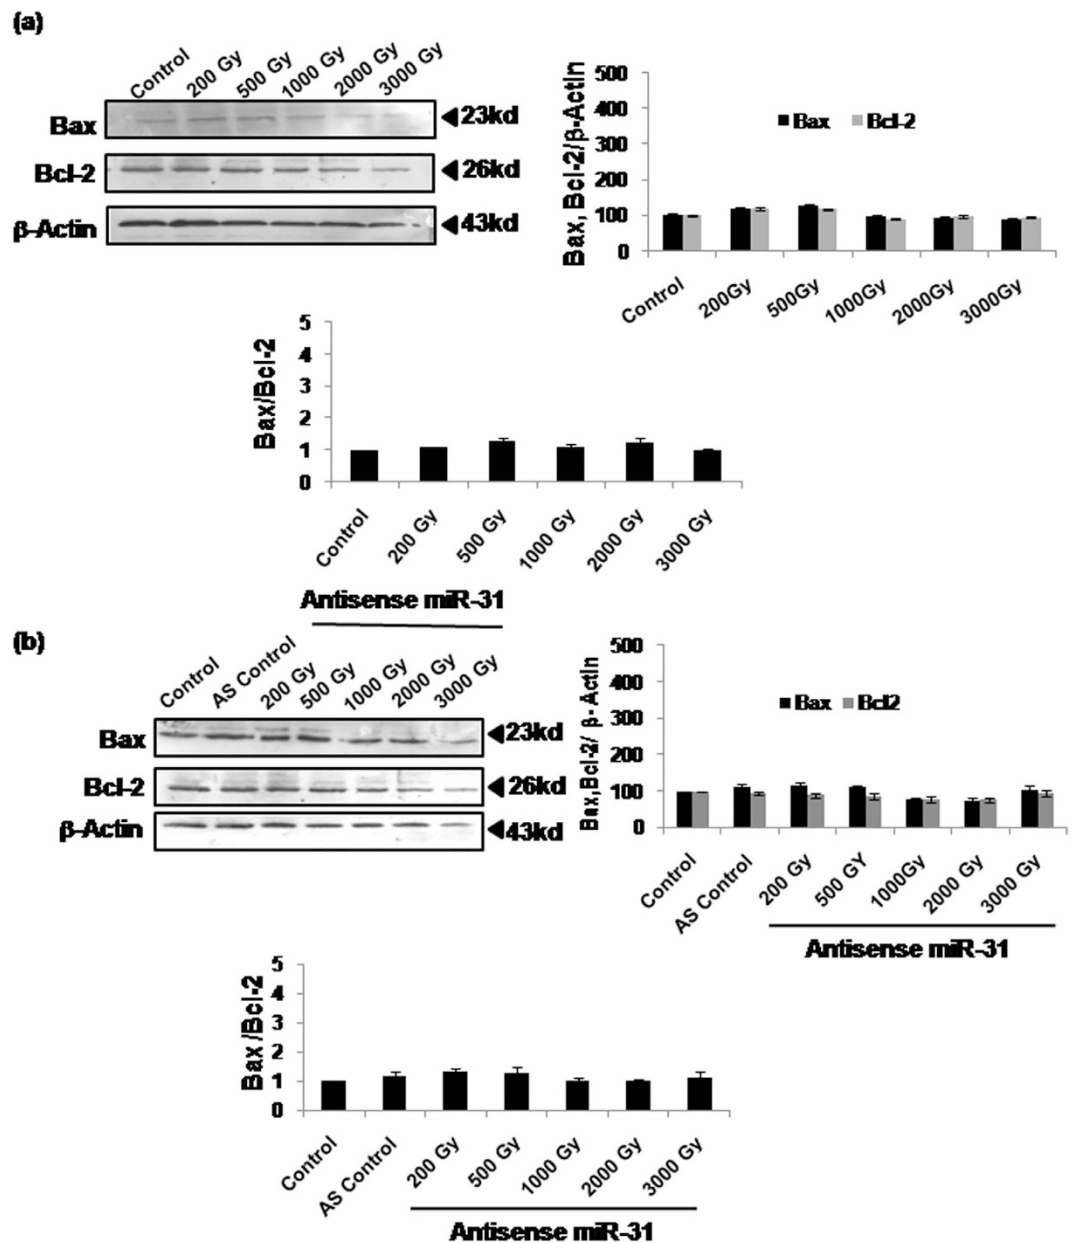 (a)
Control 200 Gy 500 Gy 1000 Gy 2000 Gy 3000 Gy
Bax 23kd
Bcl-2 26kd
β-Actin 43kd
Bax, Bcl-2/β-Actin
500
400
300
200
100
0
Bax Bcl-2
Control 200Gy 500Gy 1000Gy 2000Gy 3000Gy
Bax/Bcl-2
5
4
3
2
1
0
Control 200 Gy 500 Gy 1000 Gy 2000 Gy 3000 Gy
Antisense miR-31
(b)
Control AS Control 200 Gy 500 Gy 1000 Gy 2000 Gy 3000 Gy
Bax 23kd
Bcl-2 26kd
β-Actin 43kd
Bax,Bcl-2/ β- Actin
500
400
300
200
100
0
Bax Bcl2
Control AS Control 200 Gy 500 GY 1000Gy 2000 Gy 3000 Gy
Antisense miR-31
Bax /Bcl-2
5
4
3
2
1
0
Control AS Control 200 Gy 500 Gy 1000 Gy 2000 Gy 3000 Gy
Antisense miR-31